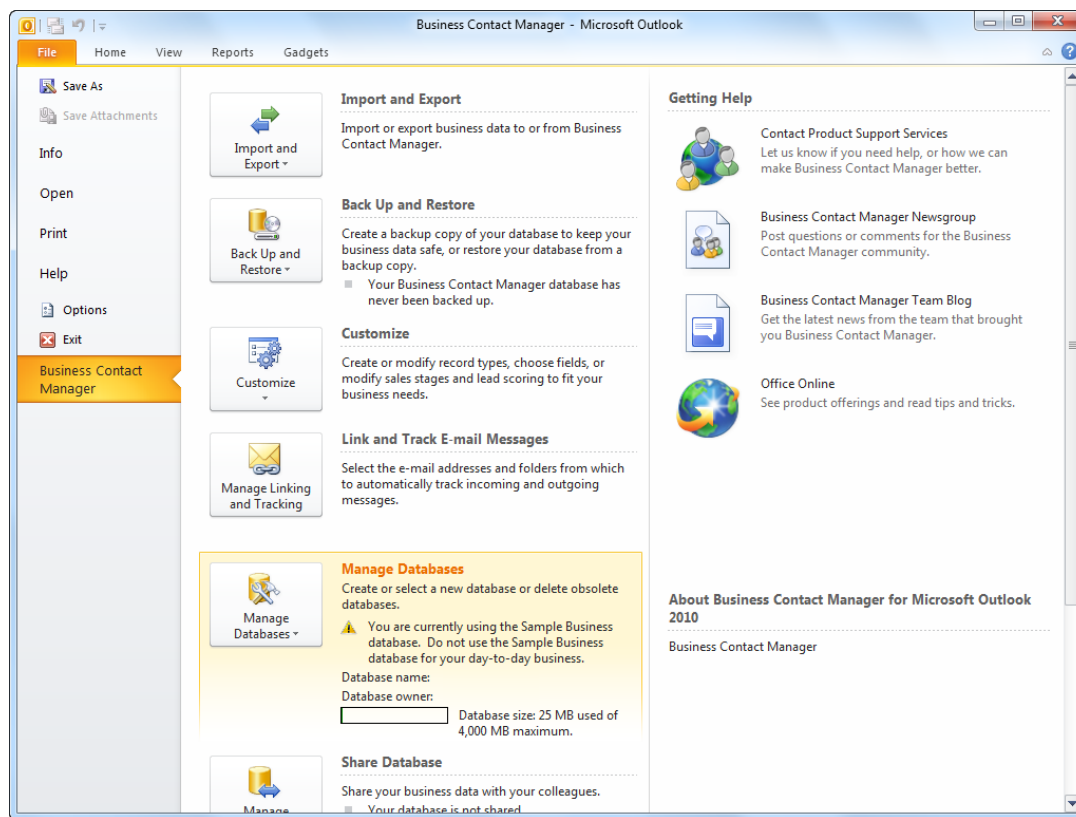 Business Contact Manager - Microsoft Outlook
File Home View Reports Gadgets
Save As
Save Attachments
Info
Open
Print
Help
Options
Exit
Business Contact
Manager
Import and
Export
Import and Export
Import or export business data to or from Business
Contact Manager.
Back Up and
Restore
Back Up and Restore
Create a backup copy of your database to keep your
business data safe, or restore your database from a
backup copy.
Your Business Contact Manager database has
never been backed up.
Customize
Customize
Create or modify record types, choose fields, or
modify sales stages and lead scoring to fit your
business needs.
Manage Linking
and Tracking
Link and Track E-mail Messages
Select the e-mail addresses and folders from which
to automatically track incoming and outgoing
messages.
Manage
Databases
Manage Databases
Create or select a new database or delete obsolete
databases.
You are currently using the Sample Business
database. Do not use the Sample Business
database for your day-to-day business.
Database name:
Database owner:
Database size: 25 MB used of
4,000 MB maximum.
Manage
Share Database
Share your business data with your colleagues.
Your database is not shared
Getting Help
Contact Product Support Services
Let us know if you need help, or how we can
make Business Contact Manager better.
Business Contact Manager Newsgroup
Post questions or comments for the Business
Contact Manager community.
Business Contact Manager Team Blog
Get the latest news from the team that brought
you Business Contact Manager.
Office Online
See product offerings and read tips and tricks.
About Business Contact Manager for Microsoft Outlook
2010
Business Contact Manager